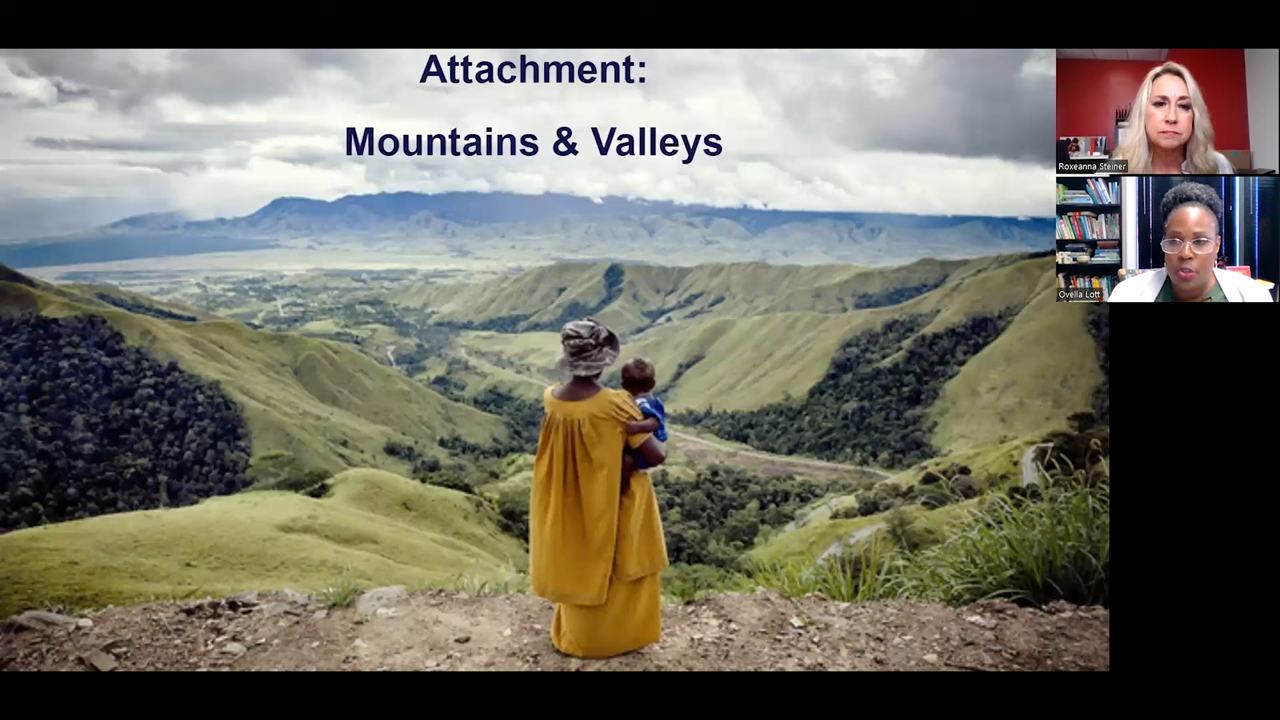 Attachment:
Mountains & Valleys
Roxeanna Steiner
Ovella Lott